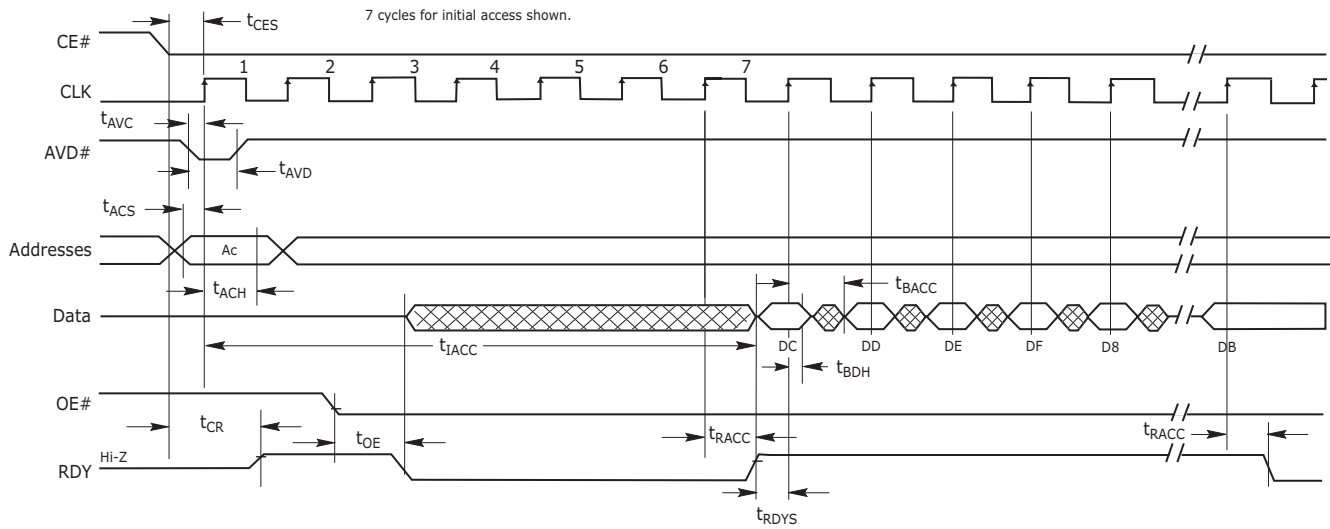 7 cycles for initial access shown.
tCES
CE#
1 2 3 4 5 6 7
CLK
tAVC
AVD#
tAVD
tACS
Addresses
Ac
tACH
tBACC
Data
DC DD DE DF D8 DB
tIACC
tBDH
OE#
tCR
tOE
tRACC
tRACC
Hi-Z
RDY
tRDYS